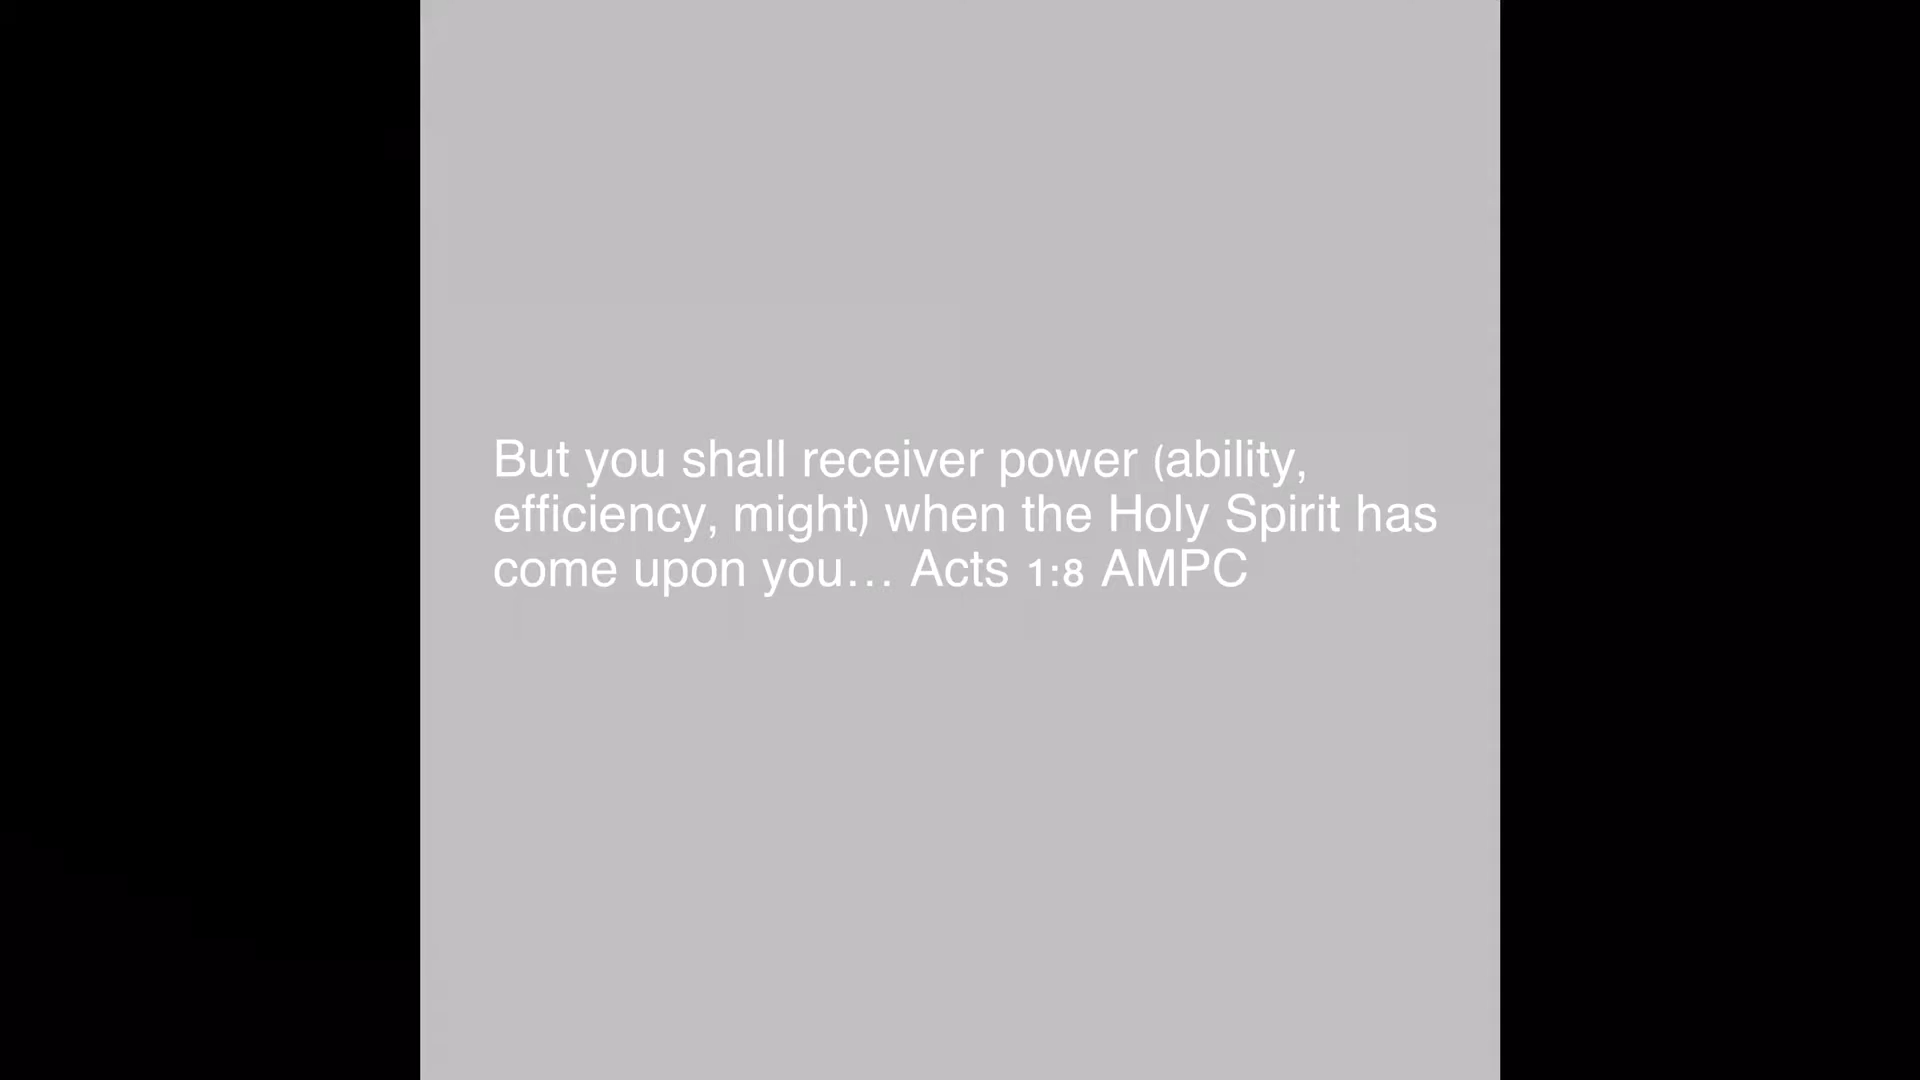 But you shall receiver power (ability,
efficiency, might) when the Holy Spirit has
come upon you… Acts 1:8 AMPC